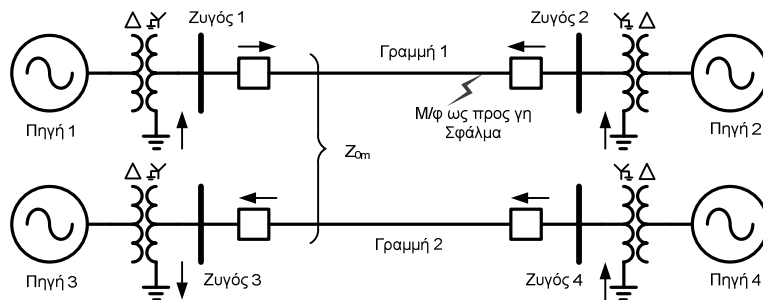 Ζυγός 1
Ζυγός 2
Δ
Δ
Γραμμή 1
Μ/φ ως προς γη
Σφάλμα
Πηγή 1
Πηγή 2
Z0m
Δ
Δ
Γραμμή 2
Πηγή 3
Ζυγός 3
Ζυγός 4
Πηγή 4